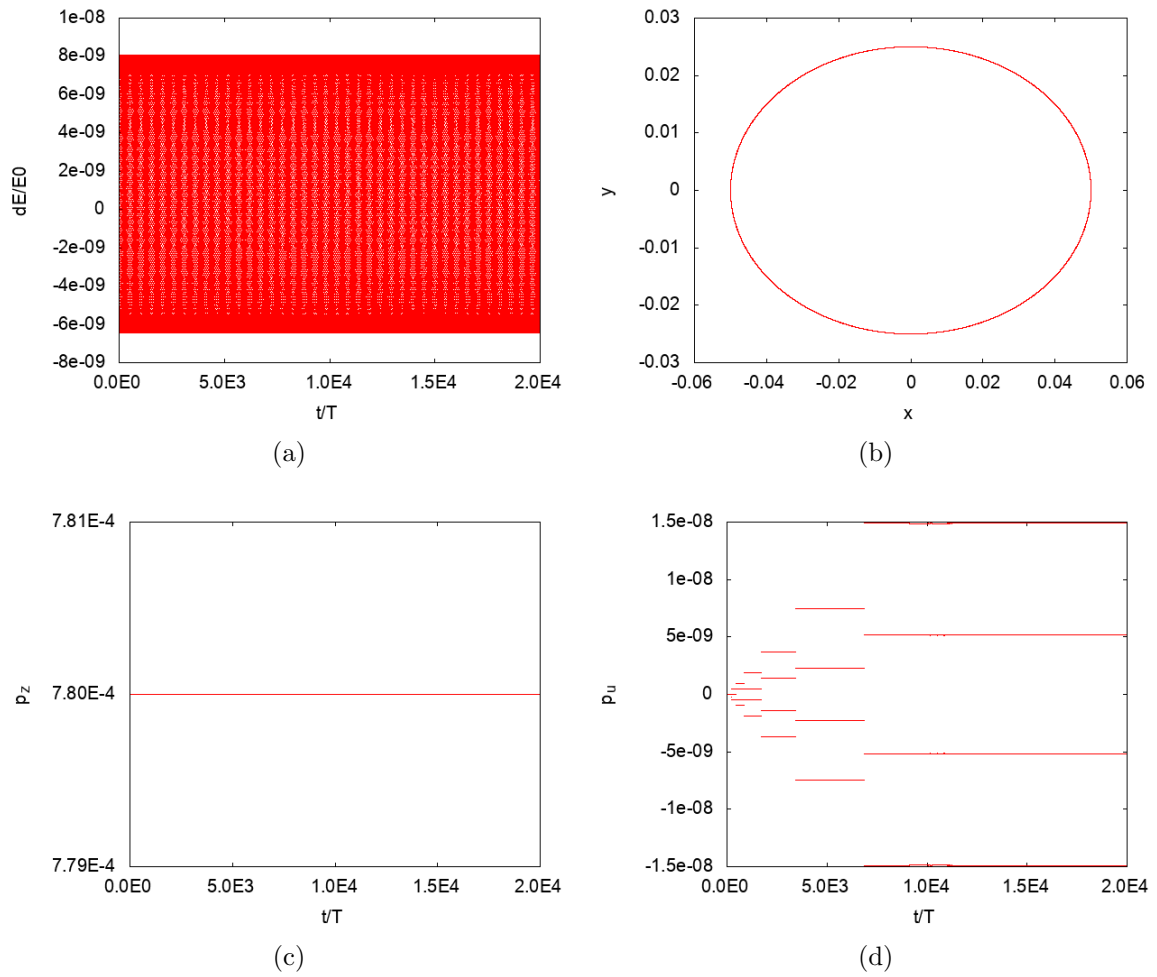 1e-08
8e-09
6e-09
4e-09
2e-09
0
-2e-09
-4e-09
-6e-09
-8e-09
dE/E0
0.0E0 5.0E3 1.0E4 1.5E4 2.0E4
t/T
(a)
0.03
0.02
0.01
0
-0.01
-0.02
-0.03
y
-0.06 -0.04 -0.02 0 0.02 0.04 0.06
x
(b)
7.81E-4
7.80E-4
7.79E-4
p_z
0.0E0 5.0E3 1.0E4 1.5E4 2.0E4
t/T
(c)
1.5e-08
1e-08
5e-09
0
-5e-09
-1e-08
-1.5e-08
p_u
0.0E0 5.0E3 1.0E4 1.5E4 2.0E4
t/T
(d)